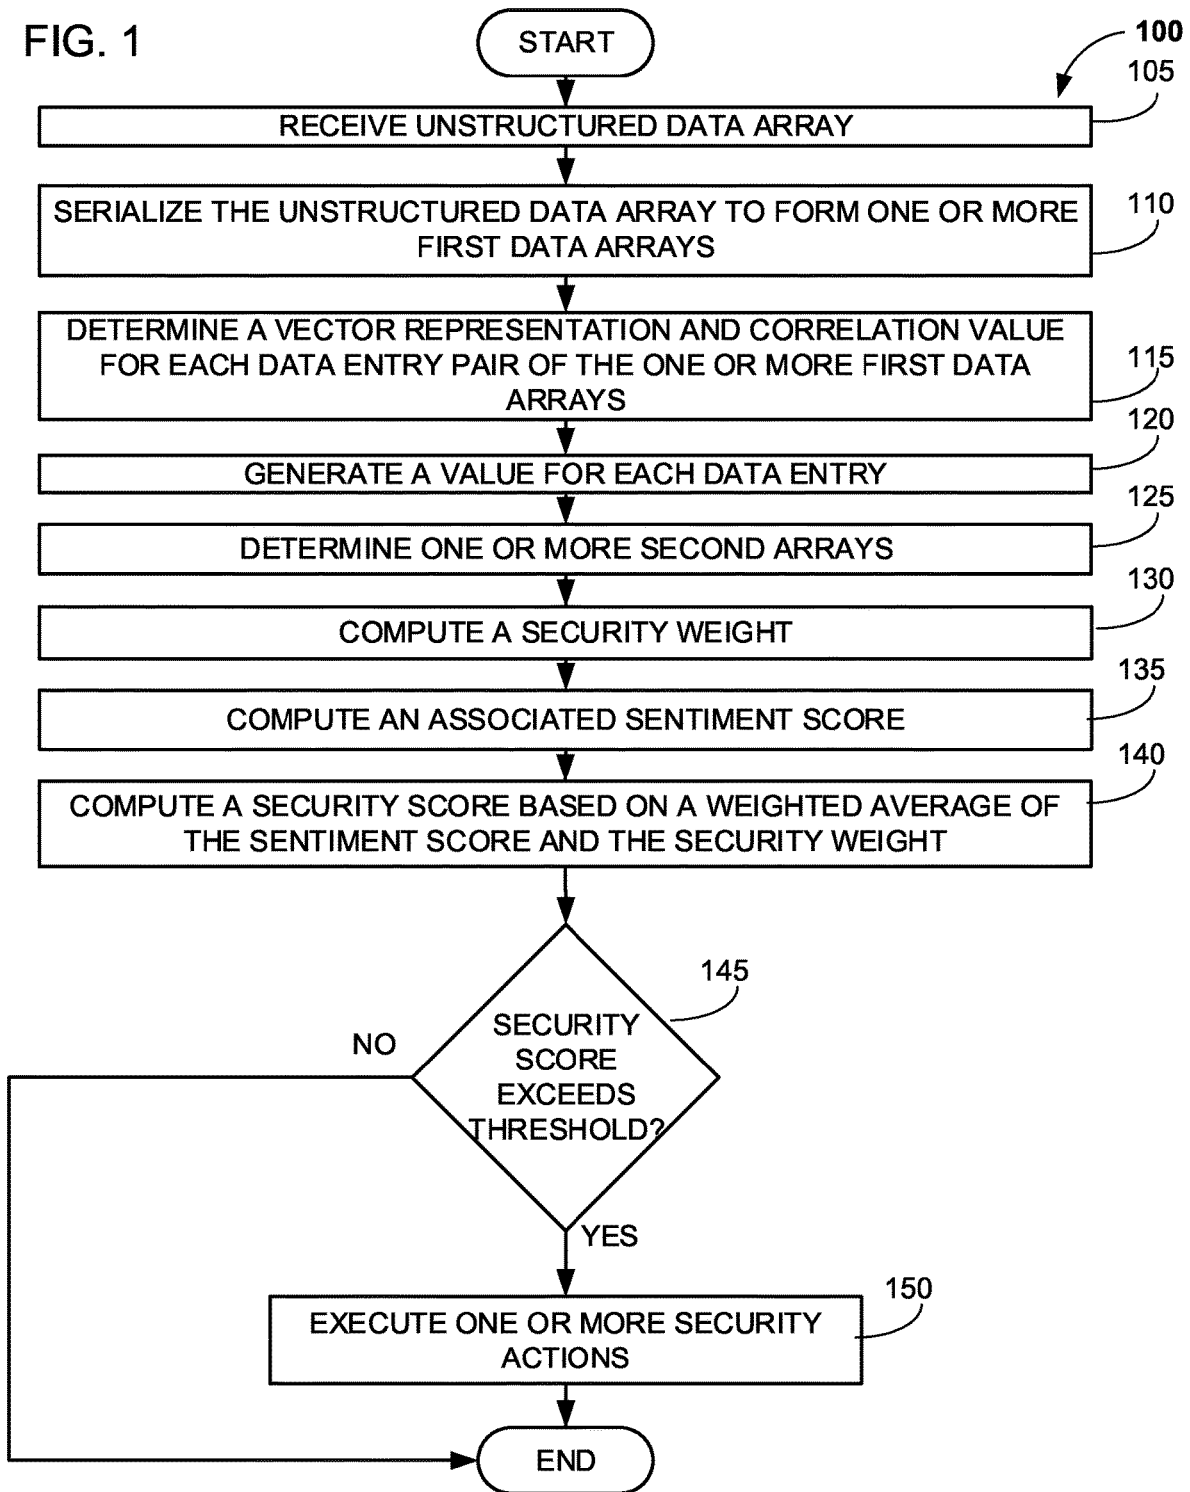 FIG. 1
START
100
105
RECEIVE UNSTRUCTURED DATA ARRAY
SERIALIZE THE UNSTRUCTURED DATA ARRAY TO FORM ONE OR MORE
FIRST DATA ARRAYS
110
DETERMINE A VECTOR REPRESENTATION AND CORRELATION VALUE
FOR EACH DATA ENTRY PAIR OF THE ONE OR MORE FIRST DATA
ARRAYS
115
120
GENERATE A VALUE FOR EACH DATA ENTRY
125
DETERMINE ONE OR MORE SECOND ARRAYS
130
COMPUTE A SECURITY WEIGHT
135
COMPUTE AN ASSOCIATED SENTIMENT SCORE
140
COMPUTE A SECURITY SCORE BASED ON A WEIGHTED AVERAGE OF
THE SENTIMENT SCORE AND THE SECURITY WEIGHT
145
SECURITY
SCORE
EXCEEDS
THRESHOLD?
NO
YES
150
EXECUTE ONE OR MORE SECURITY
ACTIONS
END